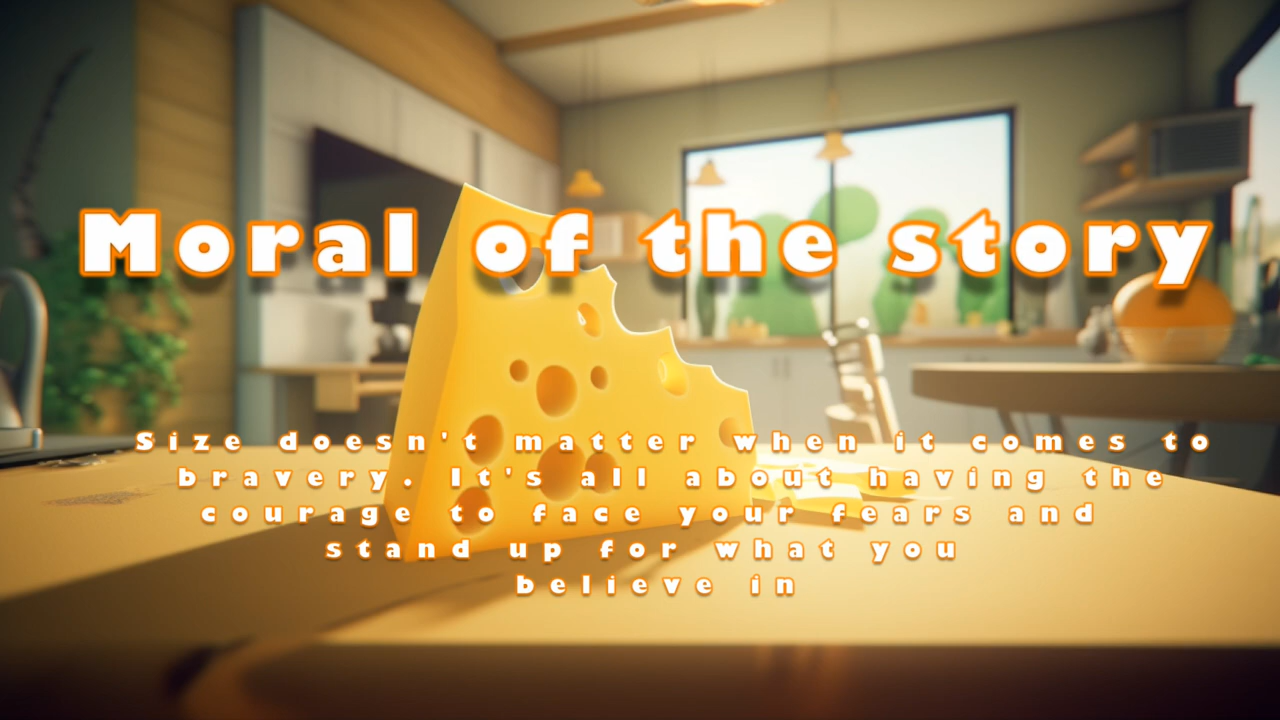 Moral of the story
Size doesn't matter when it comes to
bravery. It's all about having the
courage to face your fears and
stand up for what you
believe in